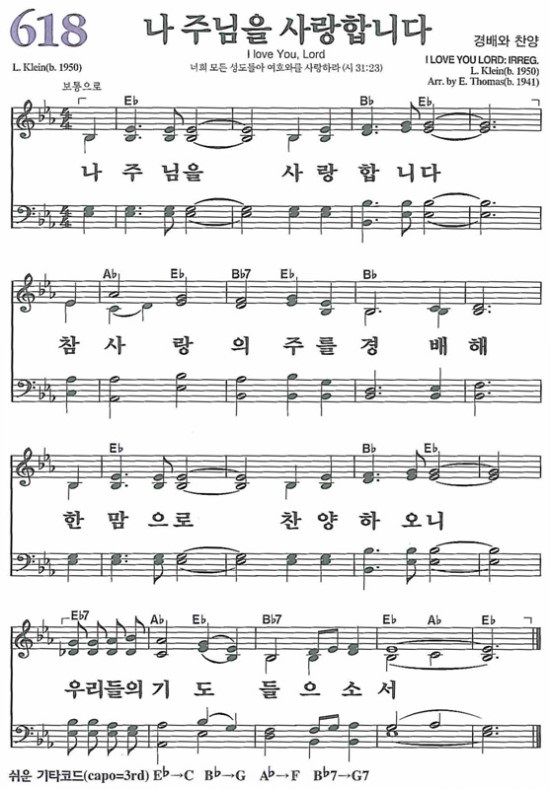 618
나 주님을 사랑합니다
경배와 찬양
I love You, Lord
I LOVE YOU LORD: IRREG.
L. Klein(b. 1950)
너희 모든 성도들아 여호와를 사랑하라 (시 31:23)
L. Klein(b. 1950)
Arr. by E. Thomas(b. 1941)
보통으로
E♭ B♭ E♭
나 주 님을 사 랑 합 니 다
A♭ E♭ B♭7 E♭ B♭
참 사 랑 의 주 를 경 배 해
E♭ B♭ E♭
한 맘 으로 찬 양 하 오 니
E♭7 A♭ E♭ B♭7 E♭ A♭ E♭
우리들의 기 도 들 으 소 서
쉬운 기타코드(capo=3rd) E♭→C B♭→G A♭→F B♭7→G7